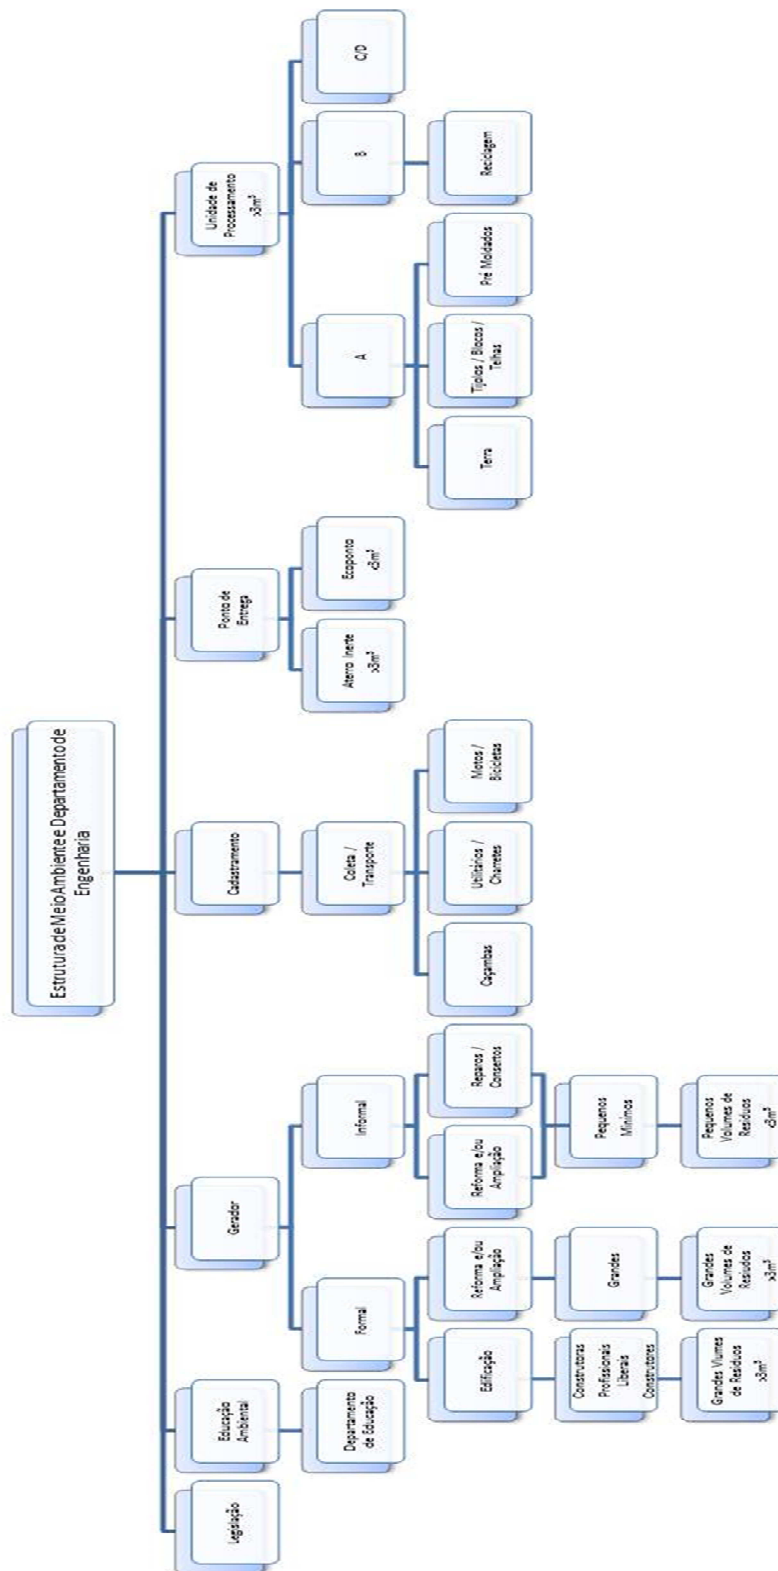 Estrutura de Meio Ambiente e Departamento de
Engenharia
Legislação
Educação
Ambiental
Gerador
Cadastramento
Ponto de
Entrega
Unidade de
Processamento
>3m³
Departamento
de Educação
Formal
Informal
Coleta /
Transporte
Aterro Inerte
>3m³
Ecoponto
<3m³
A
B
C/D
Edificação
Reforma e/ou
Ampliação
Reforma e/ou
Ampliação
Reparos /
Consertos
Caçambas
Utilitários /
Charretes
Motos /
Bicicletas
Terra
Tijolos / Blocos /
Telhas
Pré Moldados
Reciclagem
Construtoras
Profissionais
Liberais
Construtores
Grandes
Pequenos
Mínimos
Grandes Vlumes
de Resíduos
>3m³
Grandes
Volumes de
Resíudos
>3m³
Pequenos
Volumes de
Resíduos
<3m³